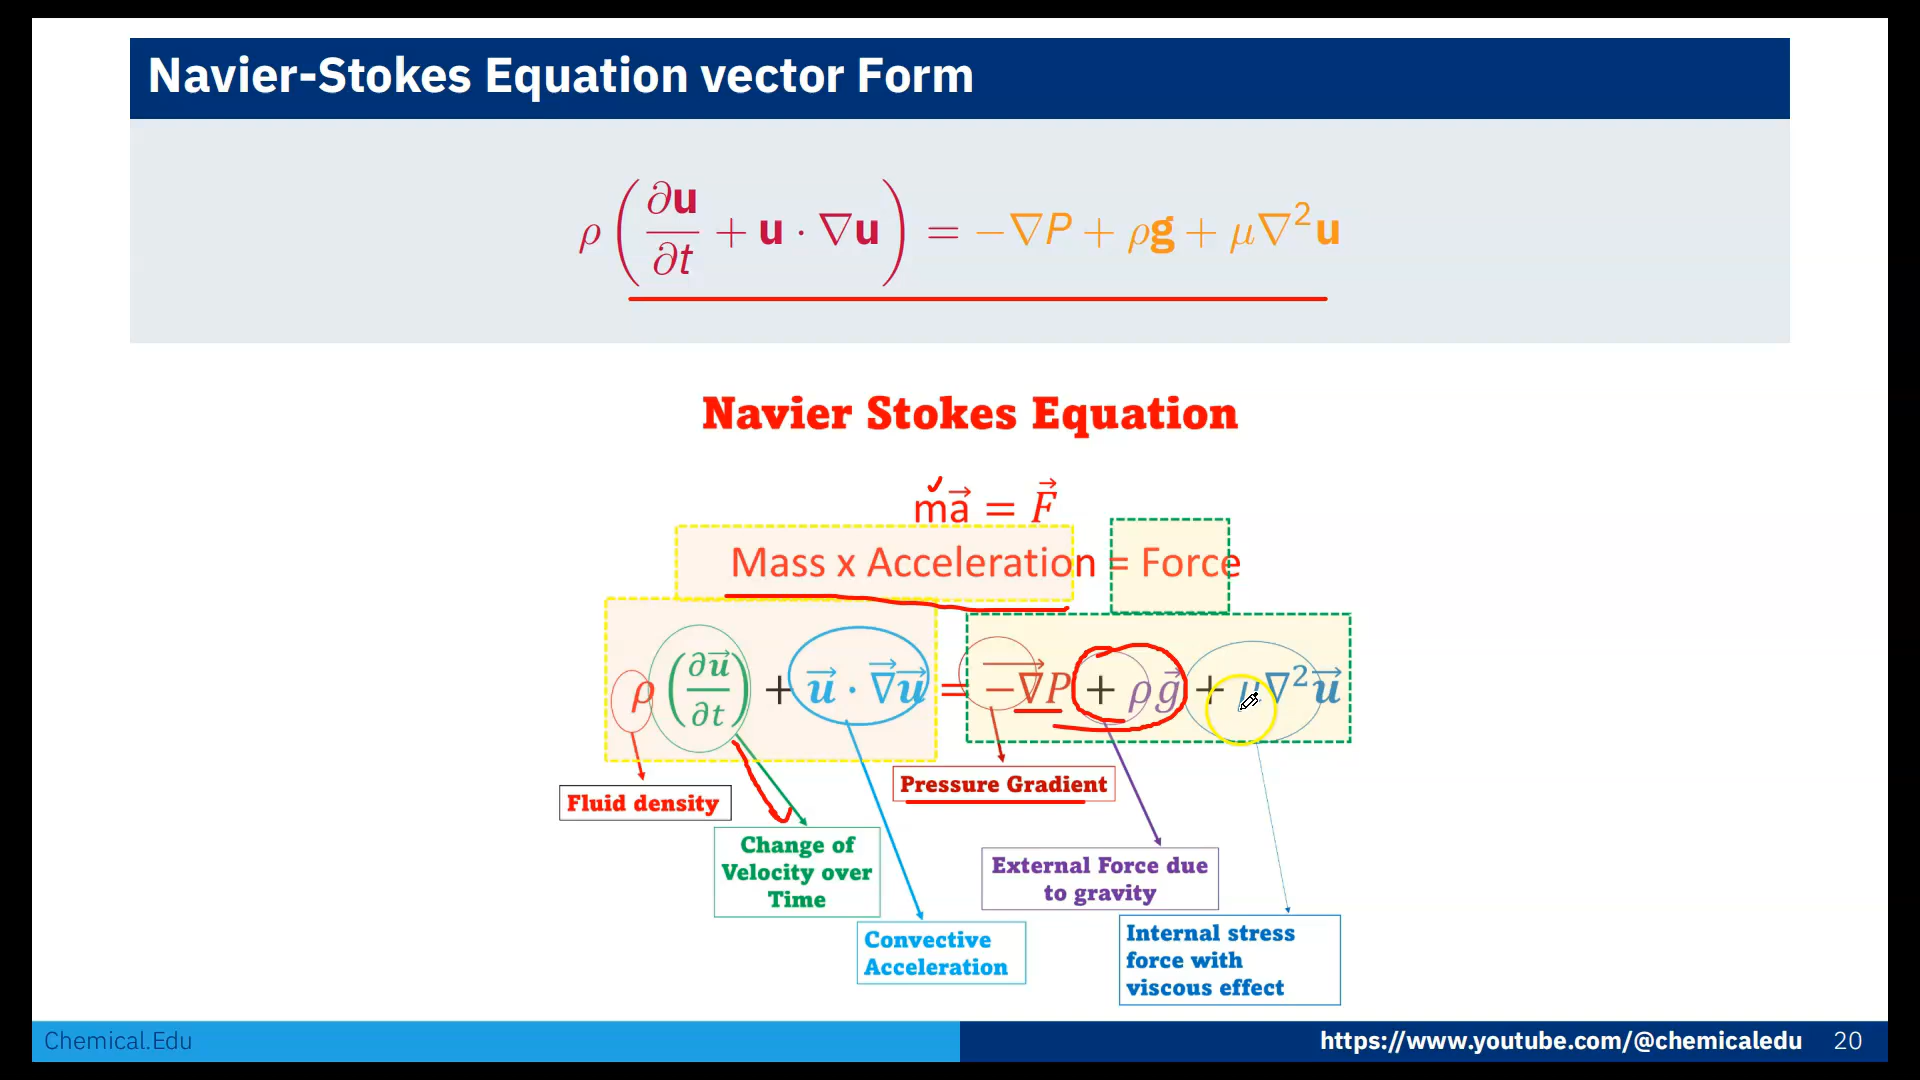 Navier-Stokes Equation vector Form
ρ(∂u/∂t + u · ∇u) = −∇P + ρg + μ∇²u
Navier Stokes Equation
ma⃗ = F⃗
Mass x Acceleration = Force
ρ(∂u⃗/∂t) + u⃗ · ∇⃗u⃗ = −∇⃗P + ρg⃗ + μ∇²u⃗
Fluid density
Pressure Gradient
Change of
Velocity over
Time
External Force due
to gravity
Convective
Acceleration
Internal stress
force with
viscous effect
Chemical.Edu
https://www.youtube.com/@chemicaledu
20